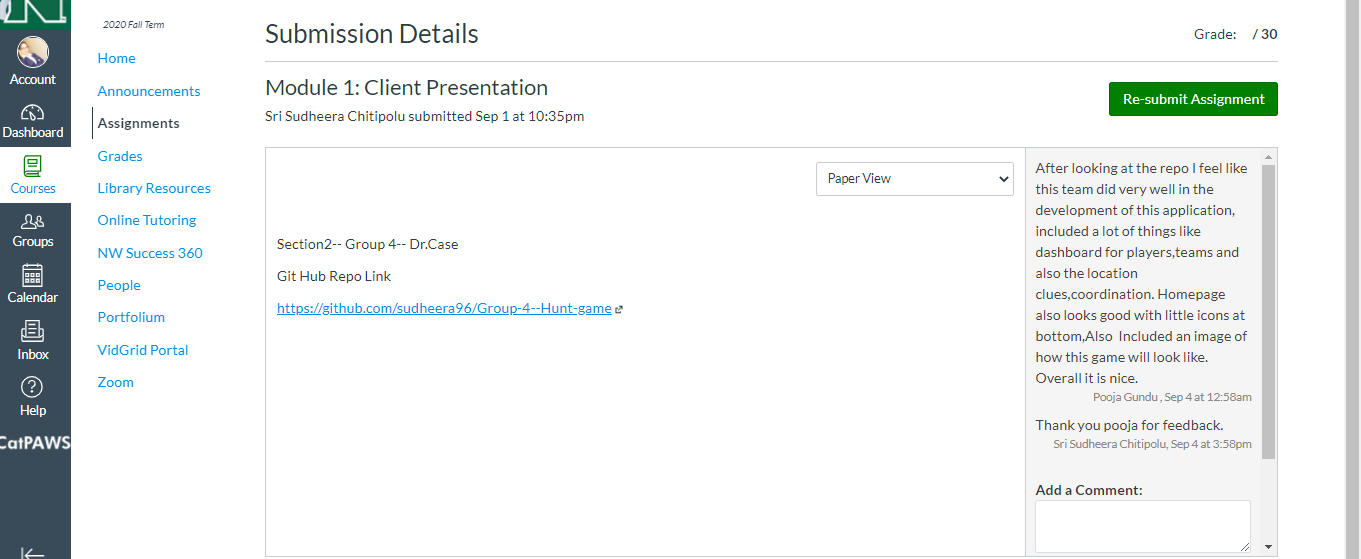 2020 Fall Term
Account
Dashboard
Courses
Groups
Calendar
Inbox
Help
CatPAWS
Home
Announcements
Assignments
Grades
Library Resources
Online Tutoring
NW Success 360
People
Portfolium
VidGrid Portal
Zoom
Submission Details
Grade: / 30
Module 1: Client Presentation
Re-submit Assignment
Sri Sudheera Chitipolu submitted Sep 1 at 10:35pm
Paper View
Section2-- Group 4-- Dr.Case
Git Hub Repo Link
https://github.com/sudheera96/Group-4--Hunt-game
After looking at the repo I feel like
this team did very well in the
development of this application,
included a lot of things like
dashboard for players,teams and
also the location
clues,coordination. Homepage
also looks good with little icons at
bottom,Also  Included an image of
how this game will look like.
Overall it is nice.
Pooja Gundu , Sep 4 at 12:58am
Thank you pooja for feedback.
Sri Sudheera Chitipolu, Sep 4 at 3:58pm
Add a Comment: